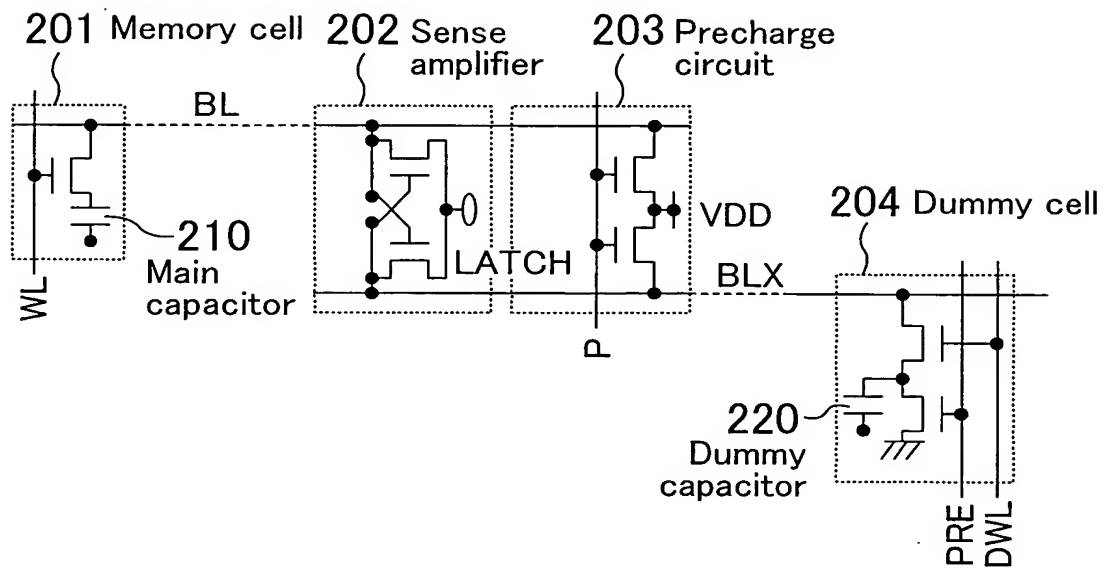 201 Memory cell
202 Sense
amplifier
203 Precharge
circuit
BL
210
Main
capacitor
WL
LATCH
P
VDD
BLX
204 Dummy cell
220
Dummy
capacitor
PRE
DWL